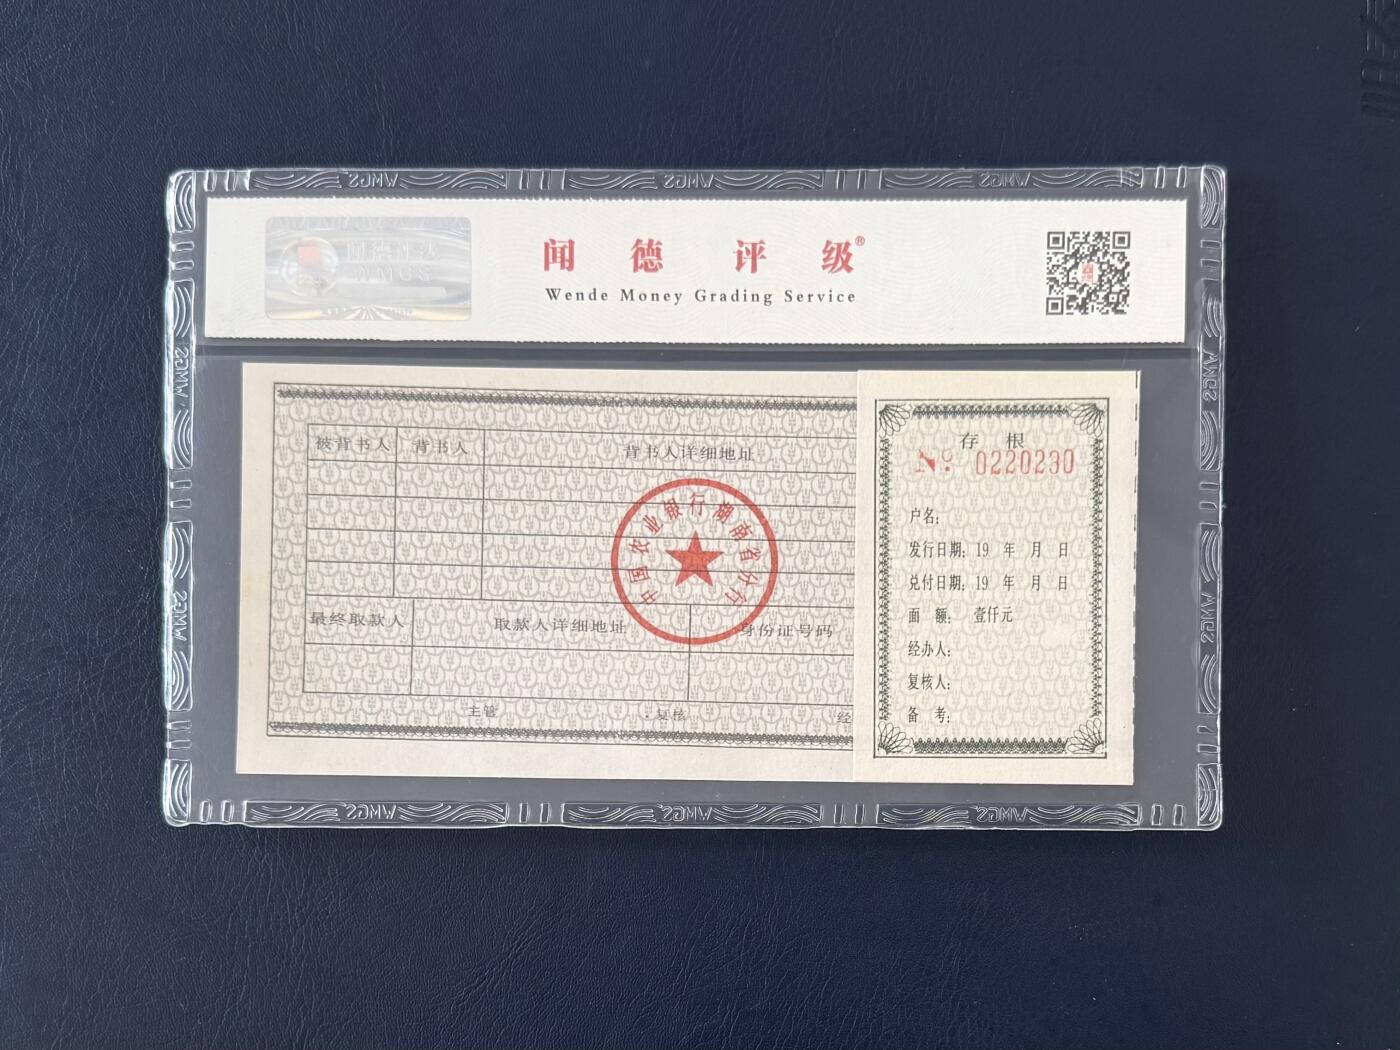 闻德评级®
Wende Money Grading Service
被背书人 背书人 背书人详细地址
中国农业银行湖南省分行
最终取款人 取款人详细地址 身份证号码
主管 复核 经
存根
№ 0220230
户名:
发行日期: 19 年 月 日
兑付日期: 19 年 月 日
面 额: 壹仟元
经办人:
复核人:
备 考:
WMGS